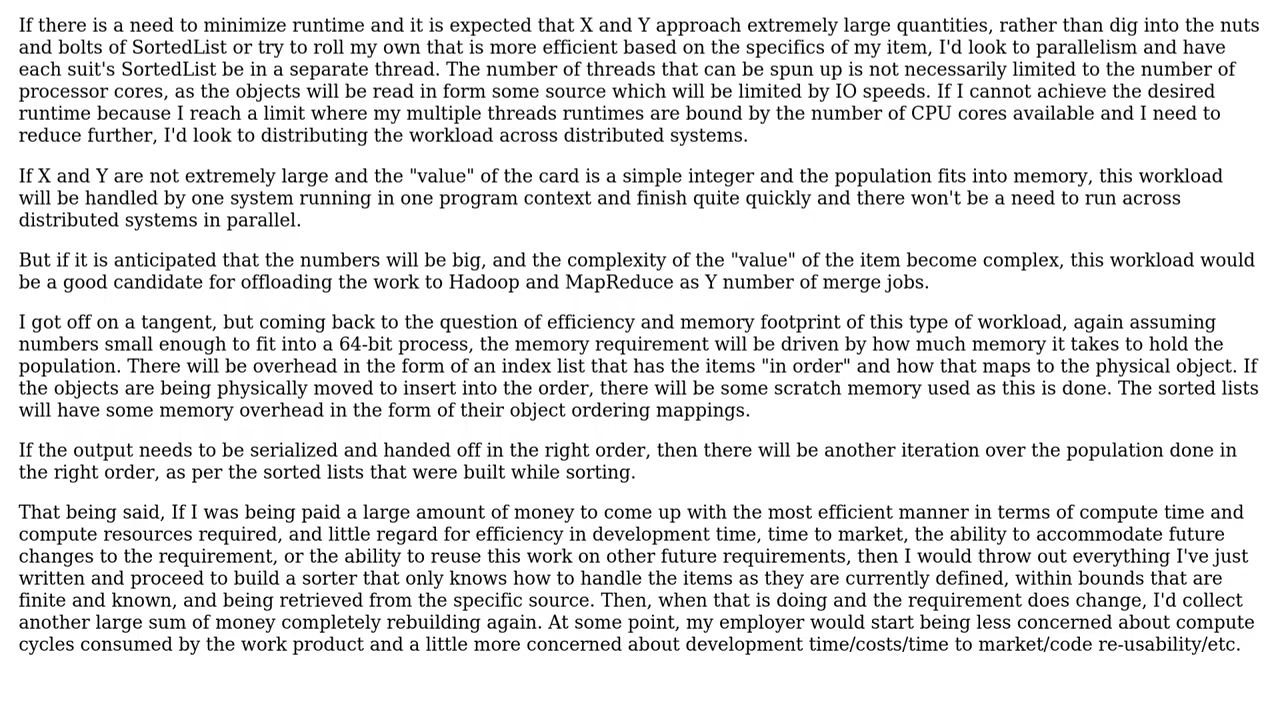 If there is a need to minimize runtime and it is expected that X and Y approach extremely large quantities, rather than dig into the nuts
and bolts of SortedList or try to roll my own that is more efficient based on the specifics of my item, I'd look to parallelism and have
each suit's SortedList be in a separate thread. The number of threads that can be spun up is not necessarily limited to the number of
processor cores, as the objects will be read in form some source which will be limited by IO speeds. If I cannot achieve the desired
runtime because I reach a limit where my multiple threads runtimes are bound by the number of CPU cores available and I need to
reduce further, I'd look to distributing the workload across distributed systems.
If X and Y are not extremely large and the "value" of the card is a simple integer and the population fits into memory, this workload
will be handled by one system running in one program context and finish quite quickly and there won't be a need to run across
distributed systems in parallel.
But if it is anticipated that the numbers will be big, and the complexity of the "value" of the item become complex, this workload would
be a good candidate for offloading the work to Hadoop and MapReduce as Y number of merge jobs.
I got off on a tangent, but coming back to the question of efficiency and memory footprint of this type of workload, again assuming
numbers small enough to fit into a 64-bit process, the memory requirement will be driven by how much memory it takes to hold the
population. There will be overhead in the form of an index list that has the items "in order" and how that maps to the physical object. If
the objects are being physically moved to insert into the order, there will be some scratch memory used as this is done. The sorted lists
will have some memory overhead in the form of their object ordering mappings.
If the output needs to be serialized and handed off in the right order, then there will be another iteration over the population done in
the right order, as per the sorted lists that were built while sorting.
That being said, If I was being paid a large amount of money to come up with the most efficient manner in terms of compute time and
compute resources required, and little regard for efficiency in development time, time to market, the ability to accommodate future
changes to the requirement, or the ability to reuse this work on other future requirements, then I would throw out everything I've just
written and proceed to build a sorter that only knows how to handle the items as they are currently defined, within bounds that are
finite and known, and being retrieved from the specific source. Then, when that is doing and the requirement does change, I'd collect
another large sum of money completely rebuilding again. At some point, my employer would start being less concerned about compute
cycles consumed by the work product and a little more concerned about development time/costs/time to market/code re-usability/etc.